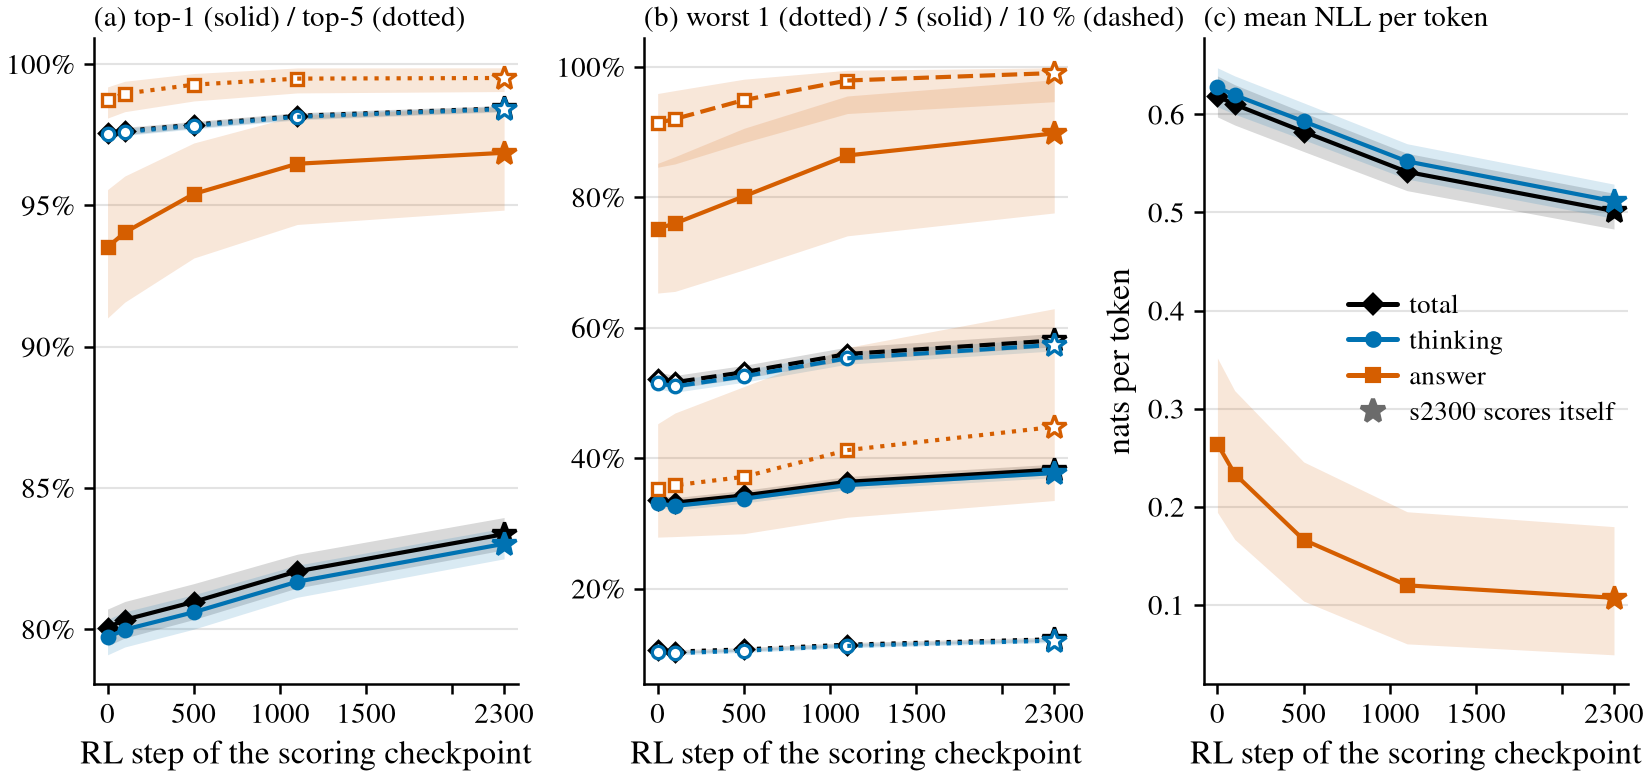 (a) top-1 (solid) / top-5 (dotted)
100%
95%
90%
85%
80%
0 500 1000 1500 2300
RL step of the scoring checkpoint
(b) worst 1 (dotted) / 5 (solid) / 10 % (dashed)
100%
80%
60%
40%
20%
0 500 1000 1500 2300
RL step of the scoring checkpoint
(c) mean NLL per token
nats per token
0.6
0.5
0.4
0.3
0.2
0.1
total
thinking
answer
s2300 scores itself
0 500 1000 1500 2300
RL step of the scoring checkpoint